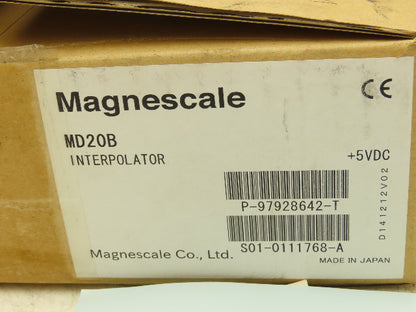 Magnescale
CE
MD20B
INTERPOLATOR
+5VDC
P-97928642-T
S01-0111768-A
Magnescale Co., Ltd.
MADE IN JAPAN
D141212V02